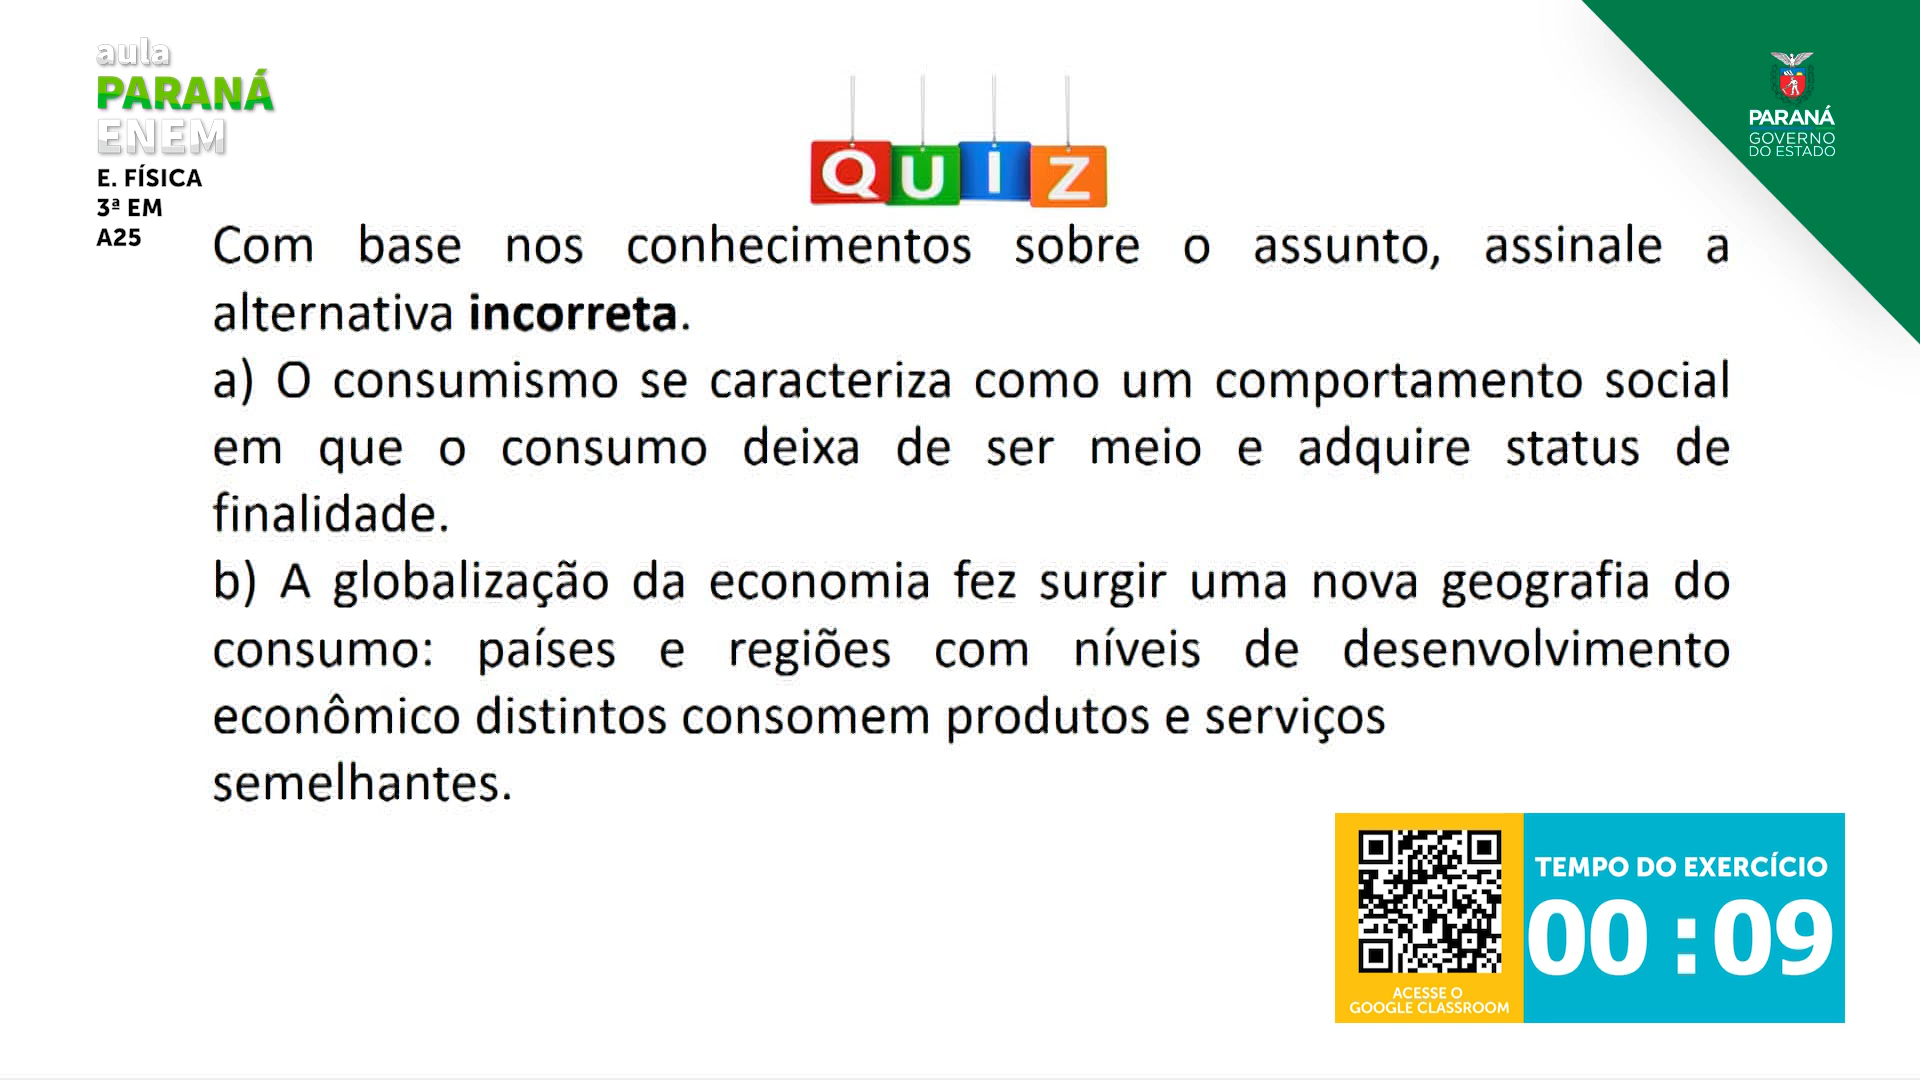 aula
PARANÁ
ENEM
E. FÍSICA
3ª EM
A25
QUIZ
PARANÁ
GOVERNO
DO ESTADO
Com base nos conhecimentos sobre o assunto, assinale a
alternativa incorreta.
a) O consumismo se caracteriza como um comportamento social
em que o consumo deixa de ser meio e adquire status de
finalidade.
b) A globalização da economia fez surgir uma nova geografia do
consumo: países e regiões com níveis de desenvolvimento
econômico distintos consomem produtos e serviços
semelhantes.
ACESSE O
GOOGLE CLASSROOM
TEMPO DO EXERCÍCIO
00:09